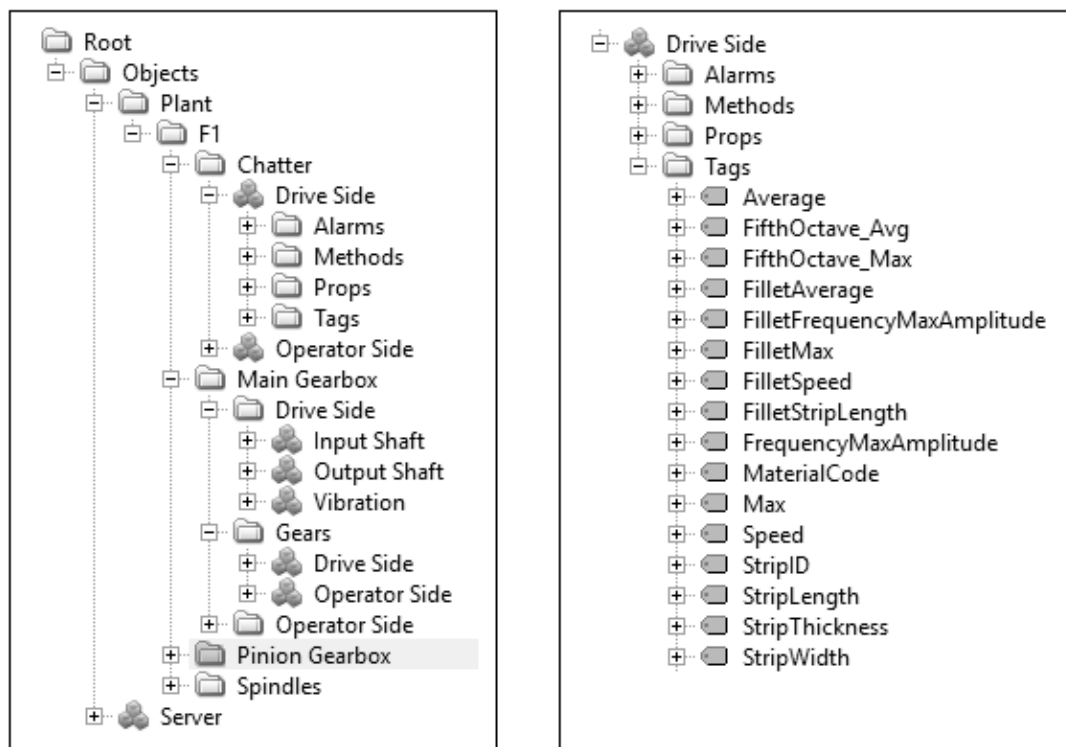 Root
Objects
Plant
F1
Chatter
Drive Side
Alarms
Methods
Props
Tags
Operator Side
Main Gearbox
Drive Side
Input Shaft
Output Shaft
Vibration
Gears
Drive Side
Operator Side
Operator Side
Pinion Gearbox
Spindles
Server
Drive Side
Alarms
Methods
Props
Tags
Average
FifthOctave_Avg
FifthOctave_Max
FilletAverage
FilletFrequencyMaxAmplitude
FilletMax
FilletSpeed
FilletStripLength
FrequencyMaxAmplitude
MaterialCode
Max
Speed
StripID
StripLength
StripThickness
StripWidth